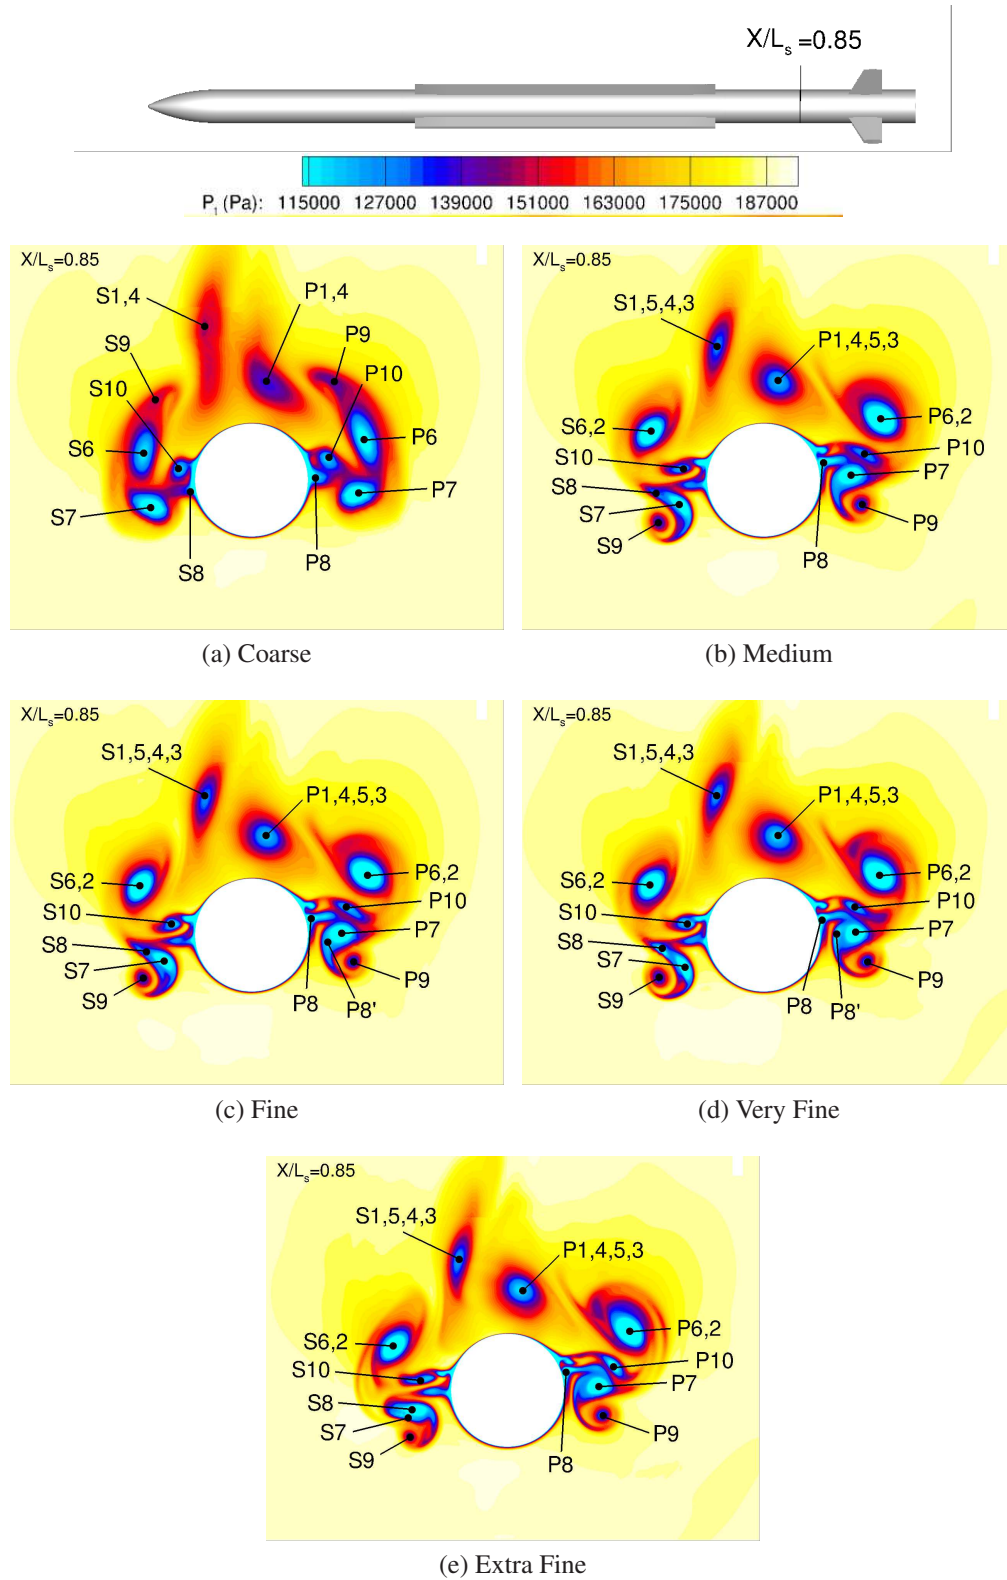 X/Ls =0.85
Pt (Pa): 115000 127000 139000 151000 163000 175000 187000
X/Ls=0.85
S1,4
P1,4
S9
P9
S10
P10
S6
P6
S7
P7
S8
P8
(a) Coarse
X/Ls=0.85
S1,5,4,3
P1,4,5,3
S6,2
P6,2
S10
P10
S8
P7
S7
P9
S9
P8
(b) Medium
X/Ls=0.85
S1,5,4,3
P1,4,5,3
S6,2
P6,2
S10
P10
S8
P7
S7
P9
S9
P8
P8'
(c) Fine
X/Ls=0.85
S1,5,4,3
P1,4,5,3
S6,2
P6,2
S10
P10
S8
P7
S7
P9
S9
P8
P8'
(d) Very Fine
X/Ls=0.85
S1,5,4,3
P1,4,5,3
S6,2
P6,2
S10
P10
S8
P7
S7
P9
S9
P8
(e) Extra Fine